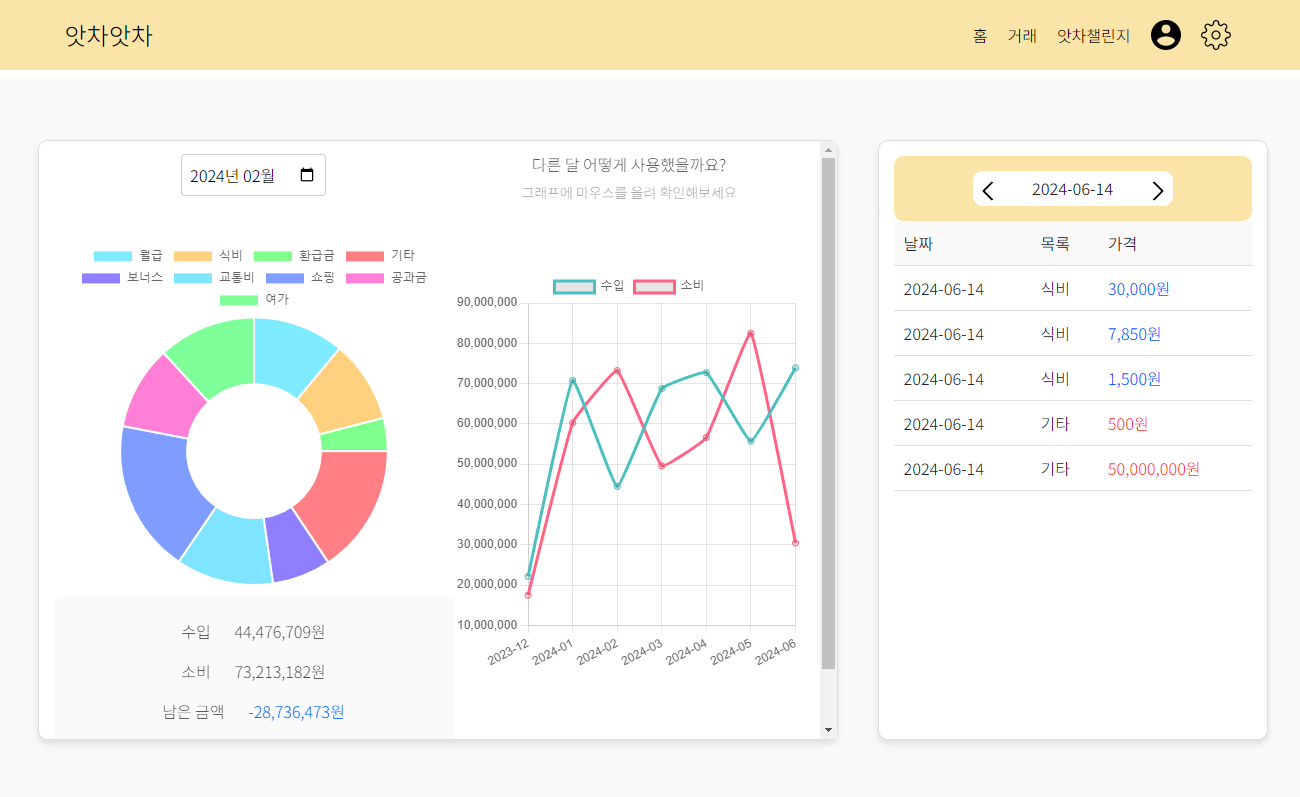 앗차앗차
홈 거래 앗차챌린지
2024년 02월
월급 식비 환급금 기타
보너스 교통비 쇼핑 공과금
여가
수입 44,476,709원
소비 73,213,182원
남은 금액 -28,736,473원
다른 달 어떻게 사용했을까요?
그래프에 마우스를 올려 확인해보세요
수입 소비
90,000,000
80,000,000
70,000,000
60,000,000
50,000,000
40,000,000
30,000,000
20,000,000
10,000,000
2023-12 2024-01 2024-02 2024-03 2024-04 2024-05 2024-06
2024-06-14
날짜 목록 가격
2024-06-14 식비 30,000원
2024-06-14 식비 7,850원
2024-06-14 식비 1,500원
2024-06-14 기타 500원
2024-06-14 기타 50,000,000원